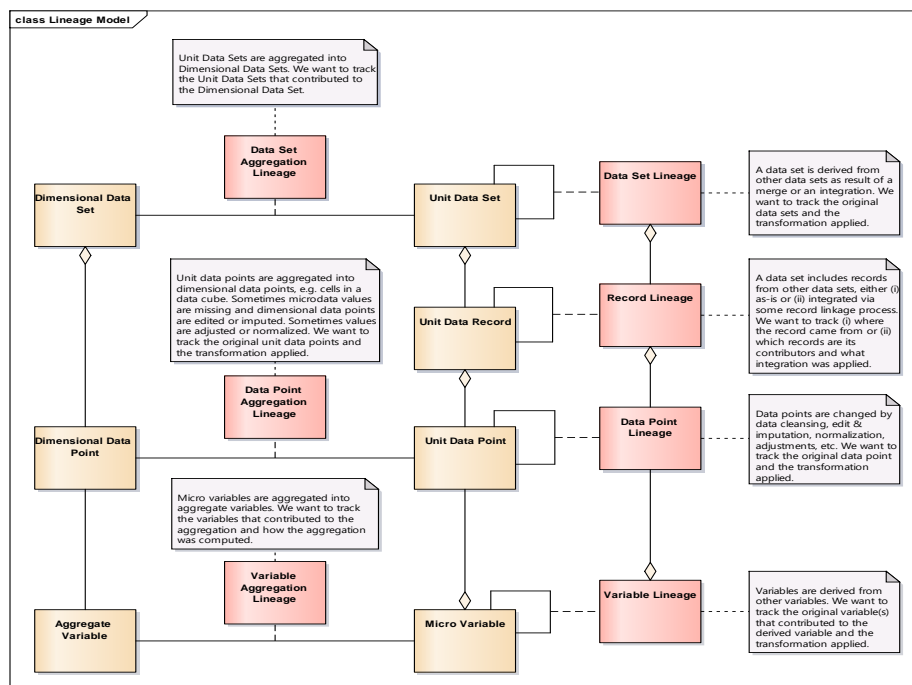 class Lineage Model
Unit Data Sets are aggregated into
Dimensional Data Sets. We want to track
the Unit Data Sets that contributed to
the Dimensional Data Set.
Data Set
Aggregation
Lineage
Dimensional Data
Set
Unit Data Set
Data Set Lineage
A data set is derived from
other data sets as result of a
merge or an integration. We
want to track the original
data sets and the
transformation applied.
Unit data points are aggregated into
dimensional data points, e.g. cells in a
data cube. Sometimes microdata values
are missing and dimensional data points
are edited or imputed. Sometimes values
are adjusted or normalized. We want to
track the original unit data points and
the transformation applied.
Unit Data Record
Record Lineage
A data set includes records
from other data sets, either (i)
as-is or (ii) integrated via
some record linkage process.
We want to track (i) where
the record came from or (ii)
which records are its
contributors and what
integration was applied.
Data Point
Aggregation
Lineage
Dimensional Data
Point
Unit Data Point
Data Point
Lineage
Data points are changed by
data cleansing, edit &
imputation, normalization,
adjustments, etc. We want to
track the original data point
and the transformation
applied.
Micro variables are aggregated into
aggregate variables. We want to track
the variables that contributed to the
aggregation and how the aggregation
was computed.
Variable
Aggregation
Lineage
Aggregate
Variable
Micro Variable
Variable Lineage
Variables are derived from
other variables. We want to
track the original variable(s)
that contributed to the
derived variable and the
transformation applied.